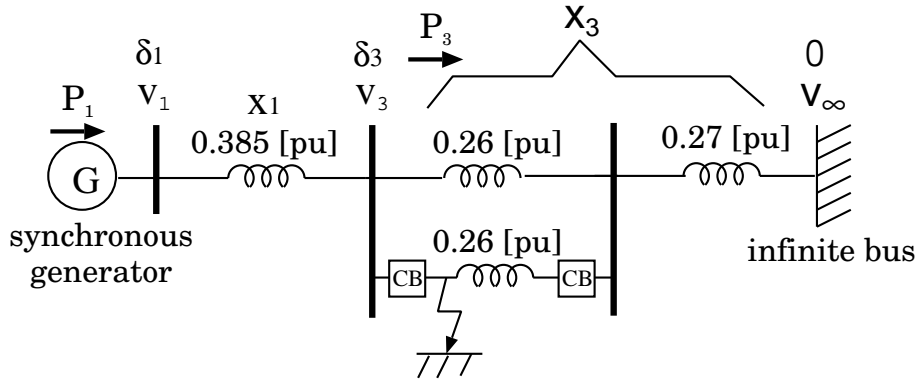 P₃
X₃
δ1
δ3
0
P₁
V₁
X1
V₃
V∞
0.385 [pu]
0.26 [pu]
0.27 [pu]
G
synchronous
generator
0.26 [pu]
infinite bus
CB
CB